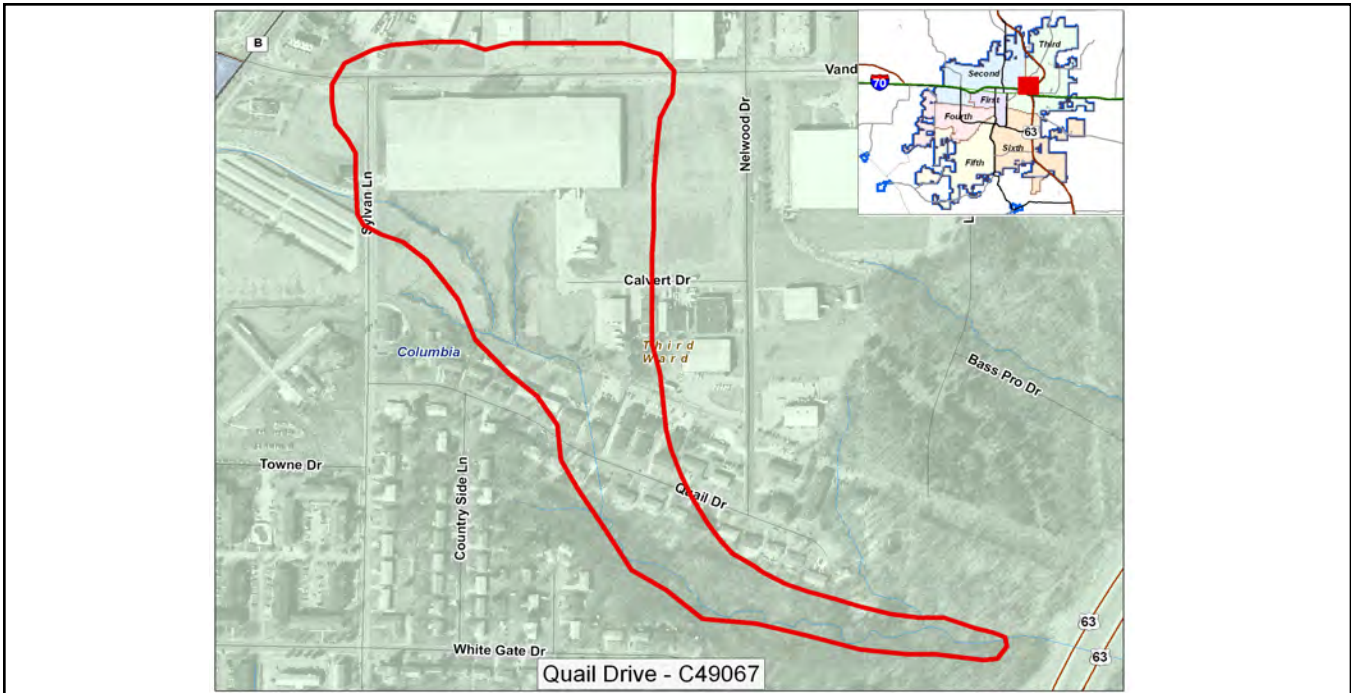 B
Vand
Third
Second
70
First
Fourth
63
Sixth
Fifth
Nelwood Dr
Sylvan Ln
L
Calvert Dr
Third
Ward
Columbia
Bass Pro Dr
Towne Dr
Country Side Ln
Quail Dr
63
63
White Gate Dr
Quail Drive - C49067